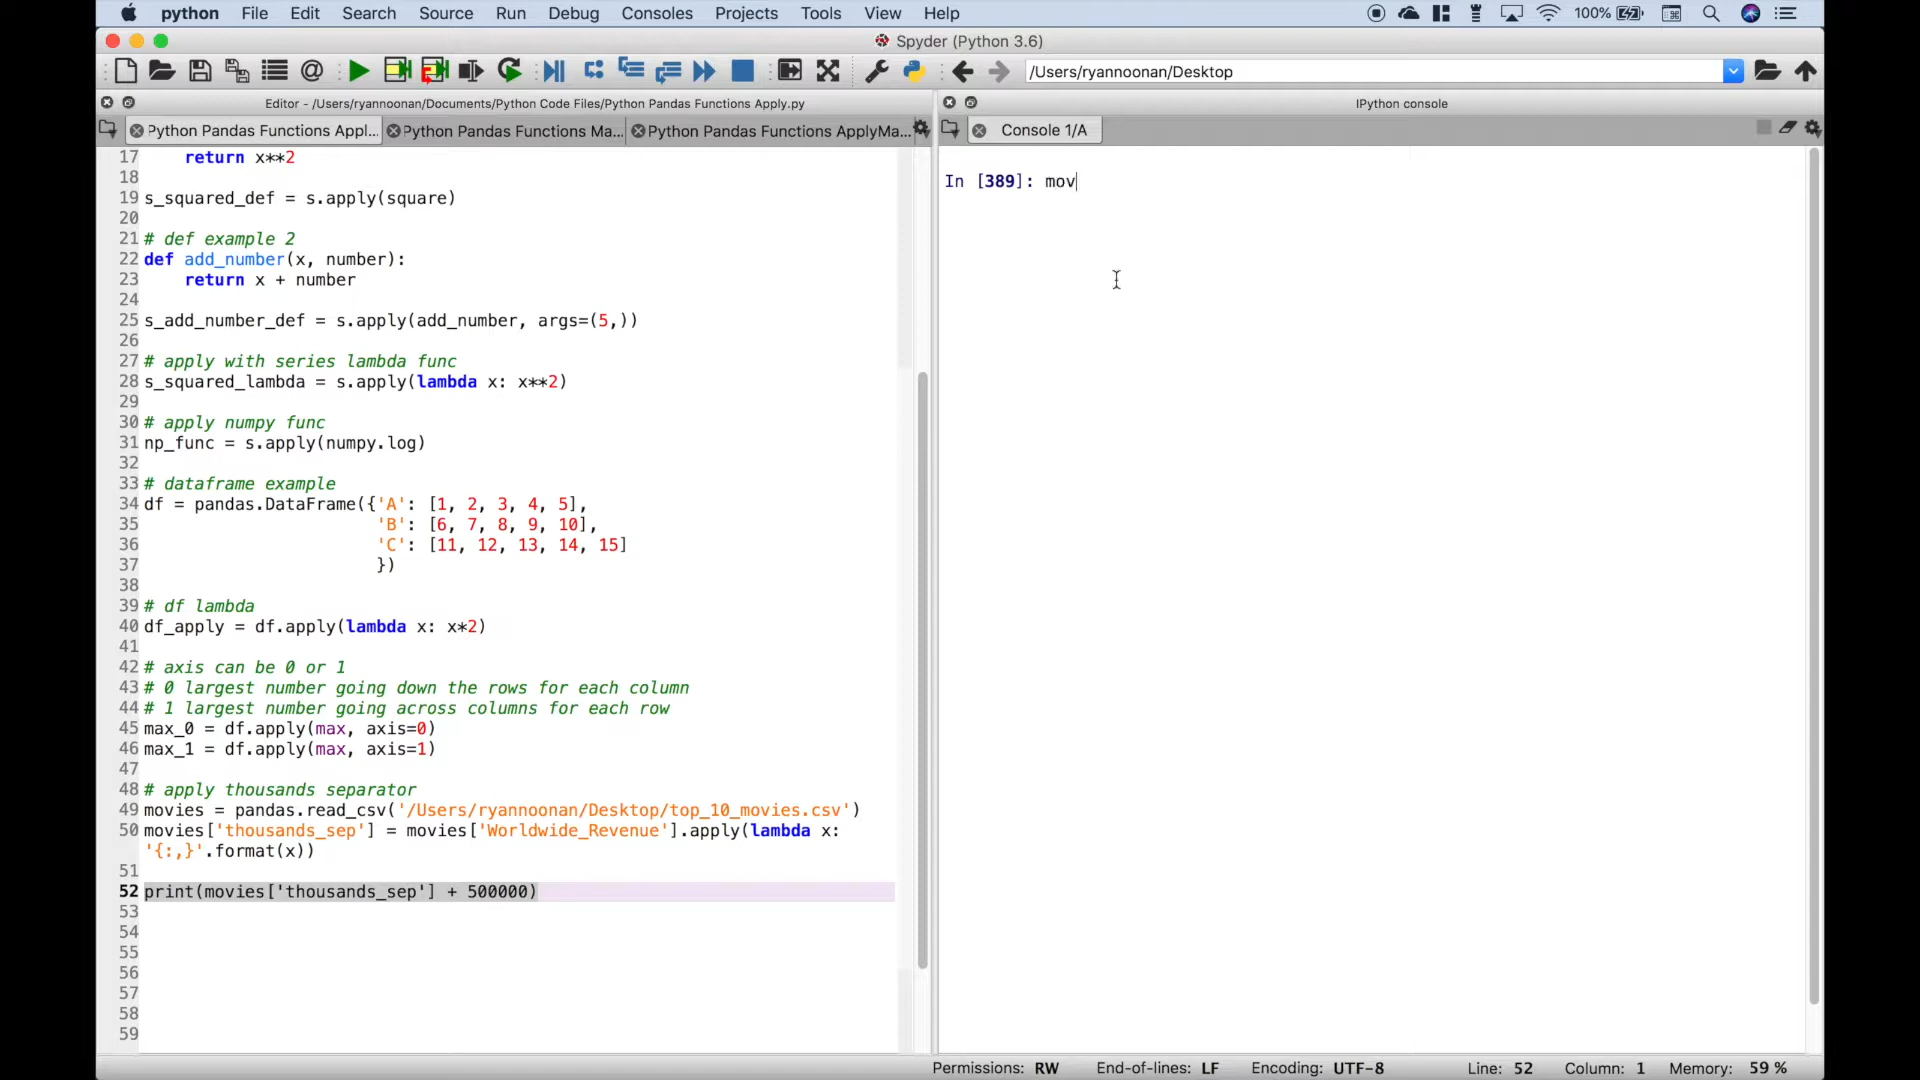 python File Edit Search Source Run Debug Consoles Projects Tools View Help 100%
Spyder (Python 3.6)
/Users/ryannoonan/Desktop
Editor - /Users/ryannoonan/Documents/Python Code Files/Python Pandas Functions Apply.py
IPython console
Python Pandas Functions Appl... Python Pandas Functions Ma... Python Pandas Functions ApplyMa...
Console 1/A
17     return x**2
18
19 s_squared_def = s.apply(square)
20
21 # def example 2
22 def add_number(x, number):
23     return x + number
24
25 s_add_number_def = s.apply(add_number, args=(5,))
26
27 # apply with series lambda func
28 s_squared_lambda = s.apply(lambda x: x**2)
29
30 # apply numpy func
31 np_func = s.apply(numpy.log)
32
33 # dataframe example
34 df = pandas.DataFrame({'A': [1, 2, 3, 4, 5],
35                        'B': [6, 7, 8, 9, 10],
36                        'C': [11, 12, 13, 14, 15]
37                        })
38
39 # df lambda
40 df_apply = df.apply(lambda x: x*2)
41
42 # axis can be 0 or 1
43 # 0 largest number going down the rows for each column
44 # 1 largest number going across columns for each row
45 max_0 = df.apply(max, axis=0)
46 max_1 = df.apply(max, axis=1)
47
48 # apply thousands separator
49 movies = pandas.read_csv('/Users/ryannoonan/Desktop/top_10_movies.csv')
50 movies['thousands_sep'] = movies['Worldwide_Revenue'].apply(lambda x:
'{:,}'.format(x))
51
52 print(movies['thousands_sep'] + 500000)
53
54
55
56
57
58
59
In [389]: mov
Permissions: RW End-of-lines: LF Encoding: UTF-8 Line: 52 Column: 1 Memory: 59 %